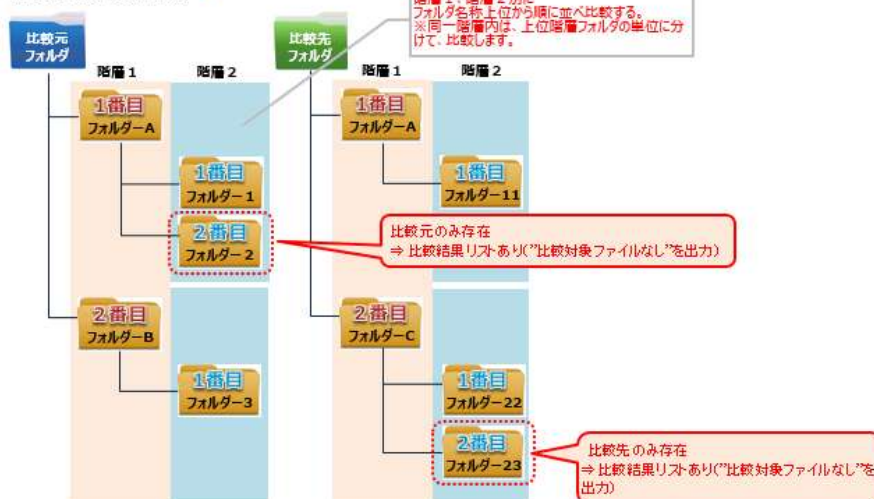 フォルダ名称上位から順に並べ比較する。
※同一階層内は、上位階層フォルダの単位に分
けて、比較します。
比較元
フォルダ
比較先
フォルダ
階層1
階層2
階層1
階層2
1番目
フォルダーA
1番目
フォルダーA
1番目
フォルダー1
1番目
フォルダー11
2番目
フォルダー2
比較元のみ存在
⇒ 比較結果リストあり("比較対象ファイルなし"を出力)
2番目
フォルダーB
2番目
フォルダーC
1番目
フォルダー3
1番目
フォルダー22
2番目
フォルダー23
比較先のみ存在
⇒ 比較結果リストあり("比較対象ファイルなし"を
出力)